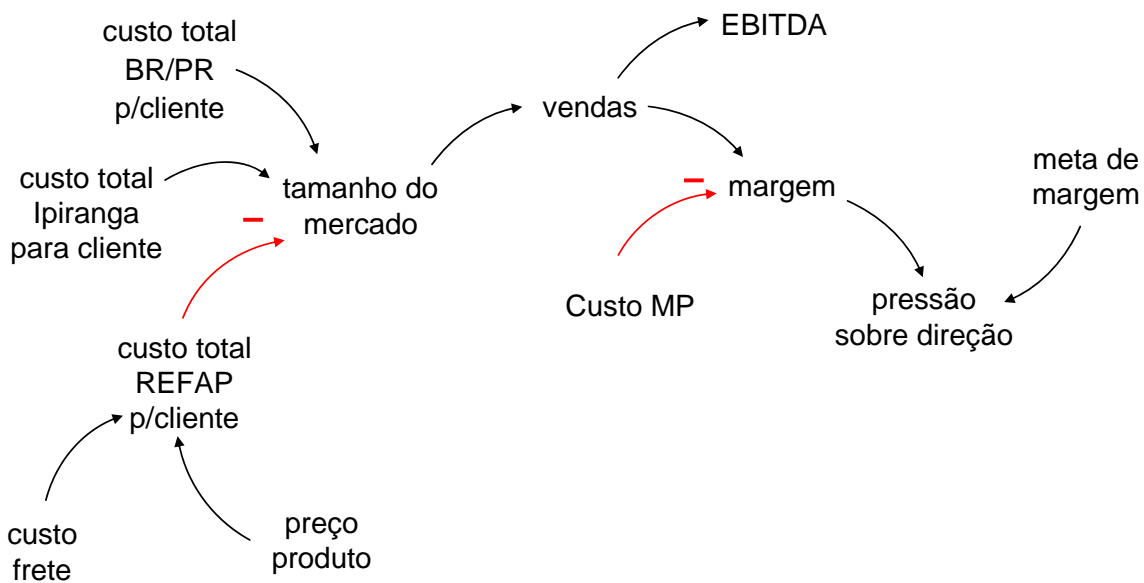 custo total
BR/PR
p/cliente
EBITDA
vendas
custo total
Ipiranga
para cliente
tamanho do
mercado
margem
meta de
margem
Custo MP
pressão
sobre direção
custo total
REFAP
p/cliente
custo
frete
preço
produto